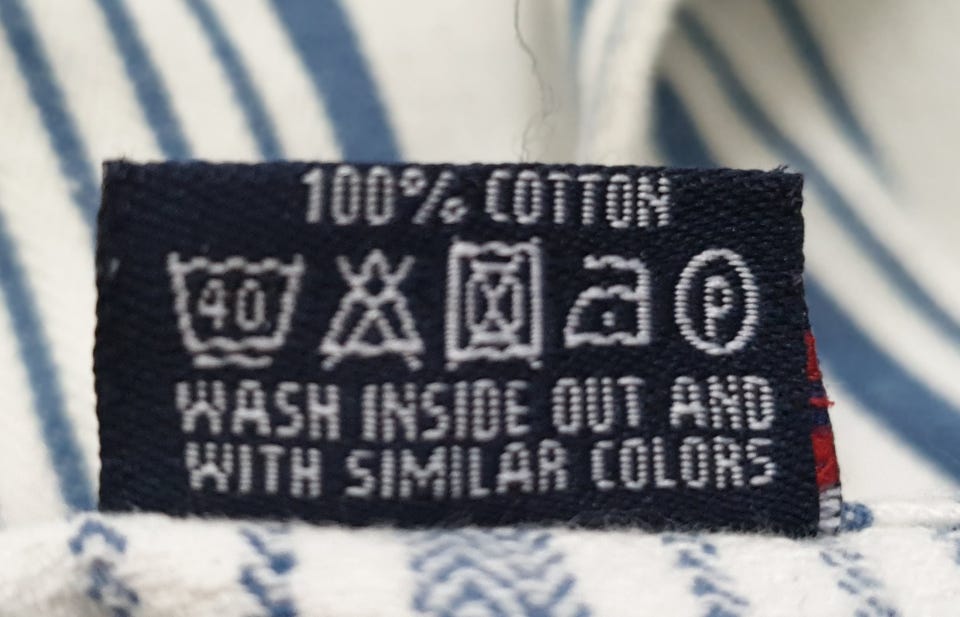 100% COTTON
40 P
WASH INSIDE OUT AND
WITH SIMILAR COLORS